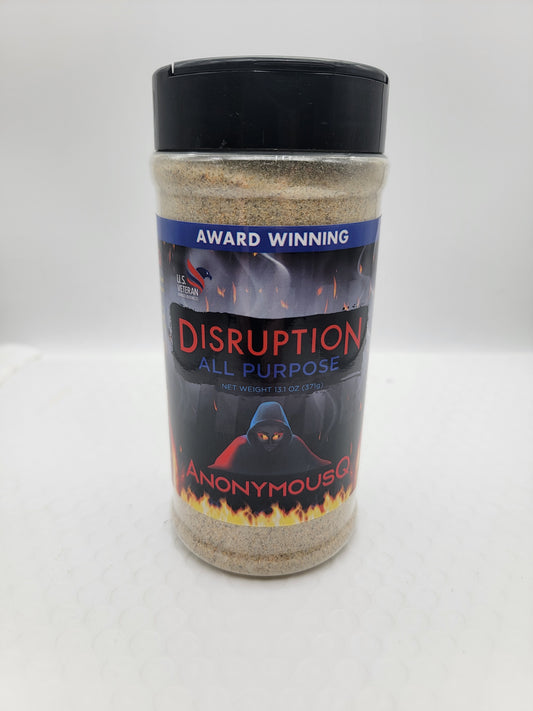 AWARD WINNING
U.S.
VETERAN
DISRUPTION
ALL PURPOSE
NET WEIGHT 13.1 OZ (371g)
ANONYMOUSQ